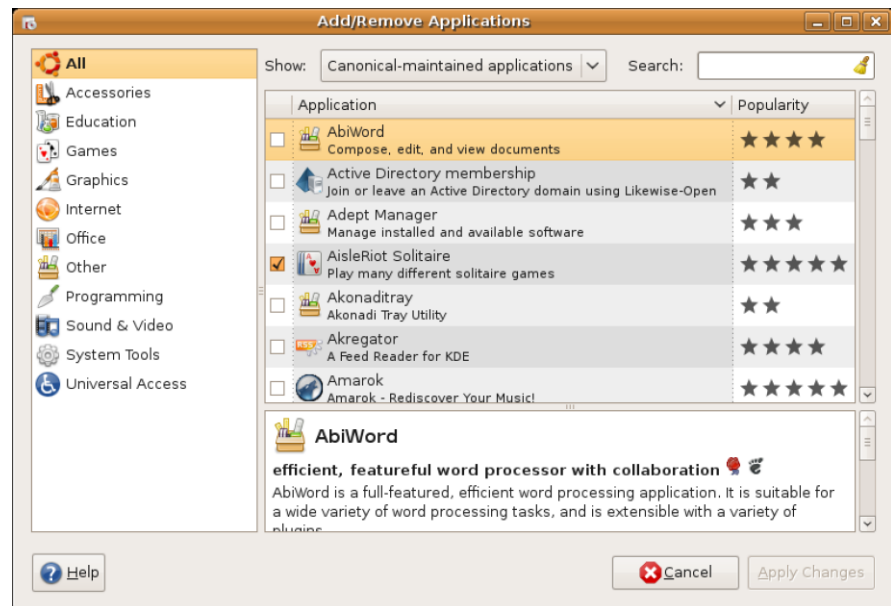 Add/Remove Applications
All
Accessories
Education
Games
Graphics
Internet
Office
Other
Programming
Sound & Video
System Tools
Universal Access
Show: Canonical-maintained applications Search:
Application Popularity
AbiWord
Compose, edit, and view documents
Active Directory membership
Join or leave an Active Directory domain using Likewise-Open
Adept Manager
Manage installed and available software
AisleRiot Solitaire
Play many different solitaire games
Akonaditray
Akonadi Tray Utility
RSS
Akregator
A Feed Reader for KDE
Amarok
Amarok - Rediscover Your Music!
AbiWord
efficient, featureful word processor with collaboration
AbiWord is a full-featured, efficient word processing application. It is suitable for
a wide variety of word processing tasks, and is extensible with a variety of
plugins
Help Cancel Apply Changes